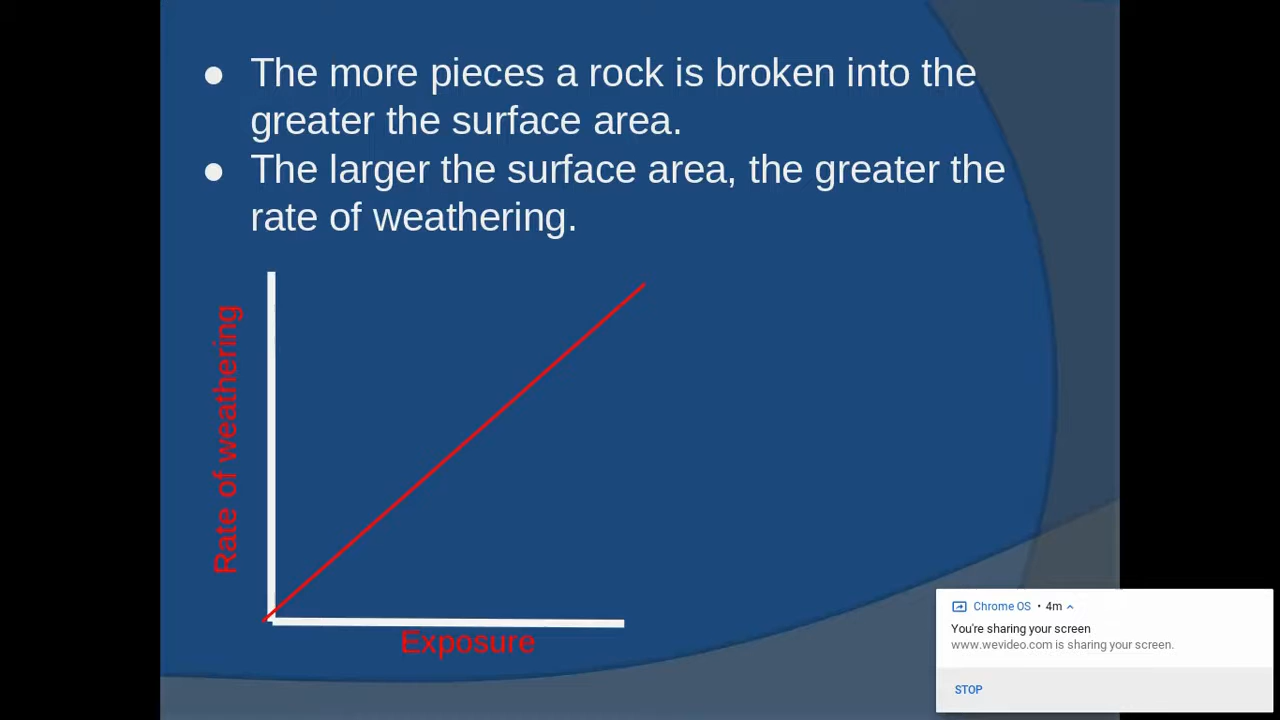 ● The more pieces a rock is broken into the
greater the surface area.
● The larger the surface area, the greater the
rate of weathering.
Rate of weathering
Exposure
Chrome OS • 4m
You're sharing your screen
www.wevideo.com is sharing your screen.
STOP